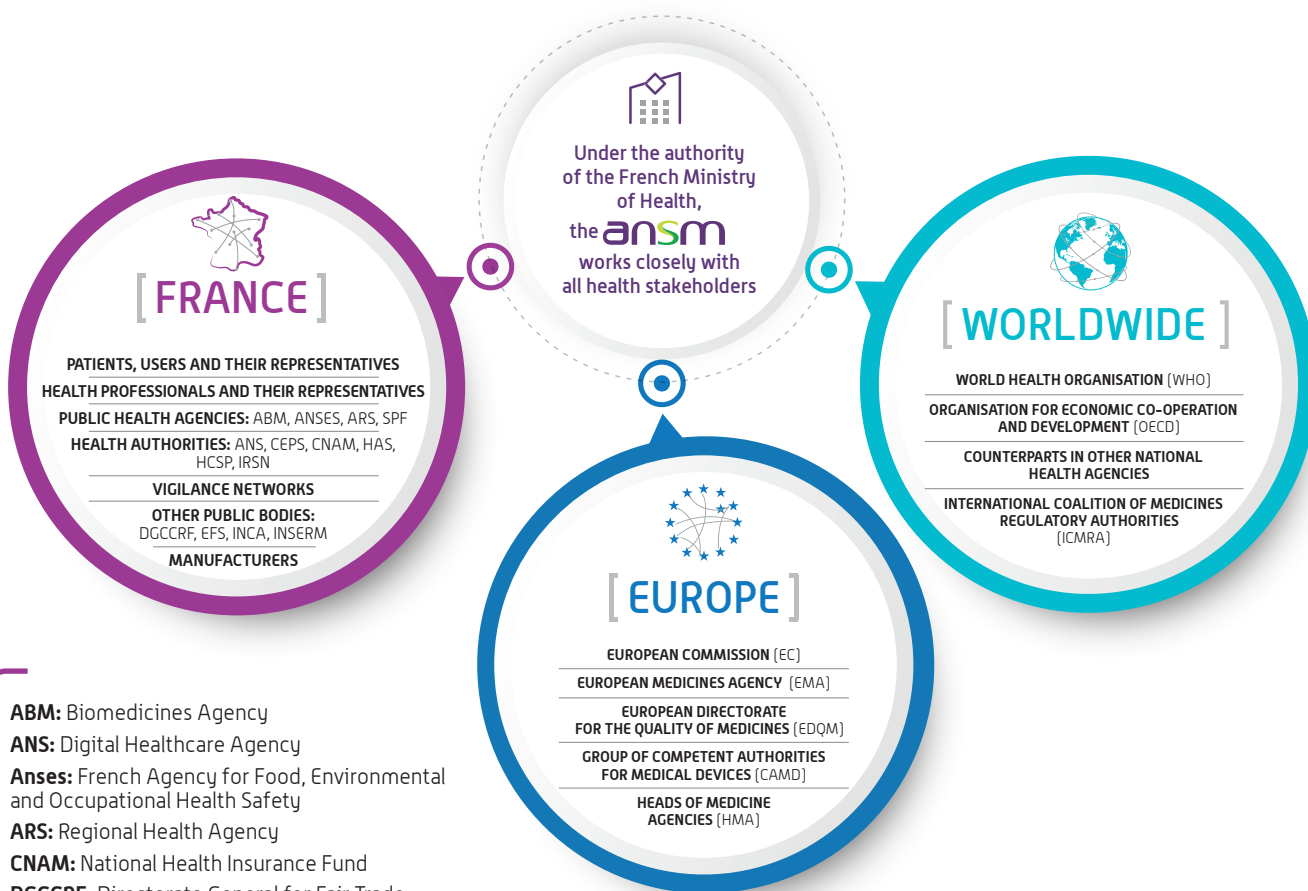 Under the authority
of the French Ministry
of Health,
the ansm
works closely with
all health stakeholders
[ FRANCE ]
PATIENTS, USERS AND THEIR REPRESENTATIVES
HEALTH PROFESSIONALS AND THEIR REPRESENTATIVES
PUBLIC HEALTH AGENCIES: ABM, ANSES, ARS, SPF
HEALTH AUTHORITIES: ANS, CEPS, CNAM, HAS,
HCSP, IRSN
VIGILANCE NETWORKS
OTHER PUBLIC BODIES:
DGCCRF, EFS, INCA, INSERM
MANUFACTURERS
[ WORLDWIDE ]
WORLD HEALTH ORGANISATION (WHO)
ORGANISATION FOR ECONOMIC CO-OPERATION
AND DEVELOPMENT (OECD)
COUNTERPARTS IN OTHER NATIONAL
HEALTH AGENCIES
INTERNATIONAL COALITION OF MEDICINES
REGULATORY AUTHORITIES
(ICMRA)
[ EUROPE ]
EUROPEAN COMMISSION (EC)
EUROPEAN MEDICINES AGENCY (EMA)
EUROPEAN DIRECTORATE
FOR THE QUALITY OF MEDICINES (EDQM)
GROUP OF COMPETENT AUTHORITIES
FOR MEDICAL DEVICES (CAMD)
HEADS OF MEDICINE
AGENCIES (HMA)
ABM: Biomedicines Agency
ANS: Digital Healthcare Agency
Anses: French Agency for Food, Environmental
and Occupational Health Safety
ARS: Regional Health Agency
CNAM: National Health Insurance Fund
DGCCRF: Directorate General for Fair Trade